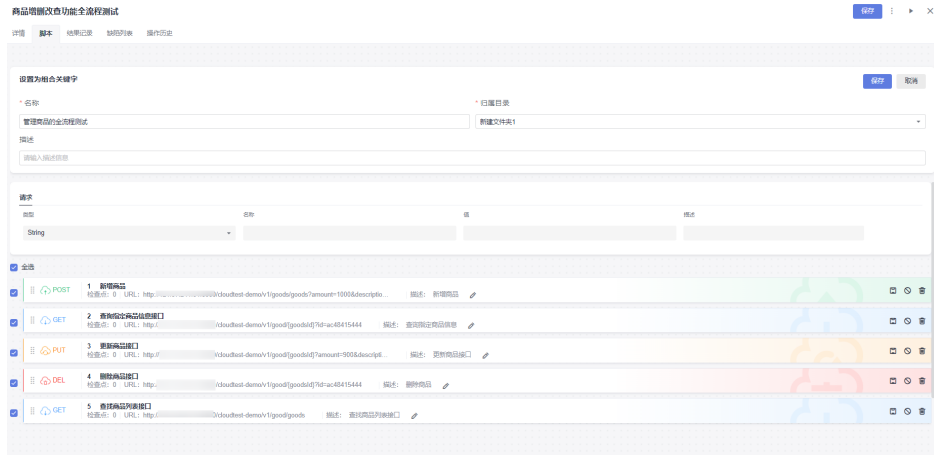 商品增删改查功能全流程测试
保存
详情 脚本 结果记录 缺陷列表 操作历史
设置为组合关键字
保存 取消
* 名称 * 归属目录
管理商品的全流程测试 新建文件夹1
描述
请输入描述信息
请求
类型 名称 值 描述
String
全选
POST 1 新增商品
检查点: 0 URL: http: /cloudtest-demo/v1/goods/goods?amount=1000&descriptio... 描述: 新增商品
GET 2 查询指定商品信息接口
检查点: 0 URL: http:/ /cloudtest-demo/v1/good/{goodsId}?id=ac48415444 描述: 查询指定商品信息
PUT 3 更新商品接口
检查点: 0 URL: http:// /cloudtest-demo/v1/good/{goodsId}?amount=900&descripti... 描述: 更新商品接口
DEL 4 删除商品接口
检查点: 0 URL: http: /cloudtest-demo/v1/good/{goodsId}?id=ac48415444 描述: 删除商品
GET 5 查找商品列表接口
检查点: 0 URL: http:/ /cloudtest-demo/v1/good/goods 描述: 查找商品列表接口